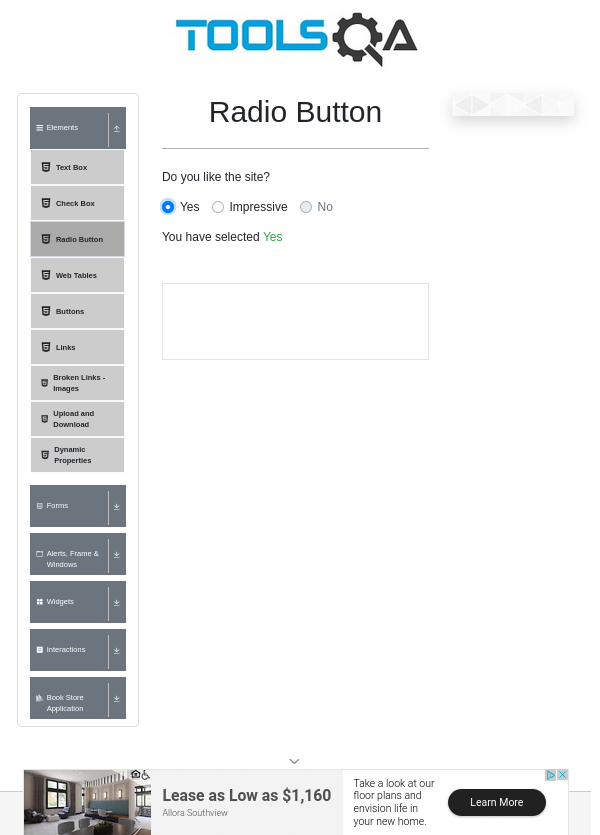 TOOLSQA
Elements
Text Box
Check Box
Radio Button
Web Tables
Buttons
Links
Broken Links -
Images
Upload and
Download
Dynamic
Properties
Forms
Alerts, Frame &
Windows
Widgets
Interactions
Book Store
Application
Radio Button
Do you like the site?
Yes Impressive No
You have selected Yes
Lease as Low as $1,160
Allora Southview
Take a look at our
floor plans and
envision life in
your new home.
Learn More